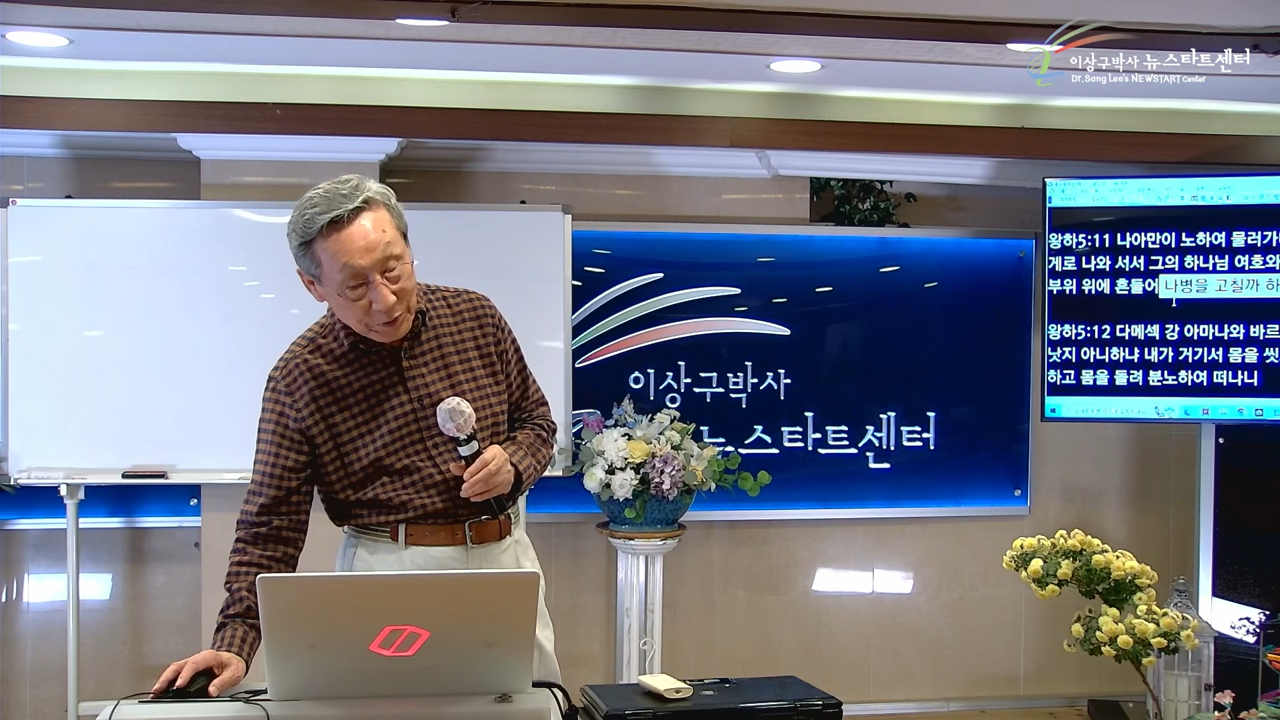 이상구박사 뉴스타트센터
Dr.Sang Lee's NEWSTART Center
이상구박사
뉴스타트센터
왕하5:11 나아만이 노하여 물러가
게로 나와 서서 그의 하나님 여호와
부위 위에 흔들어 나병을 고칠까 하
왕하5:12 다메섹 강 아마나와 바르
낫지 아니하냐 내가 거기서 몸을 씻
하고 몸을 돌려 분노하여 떠나니